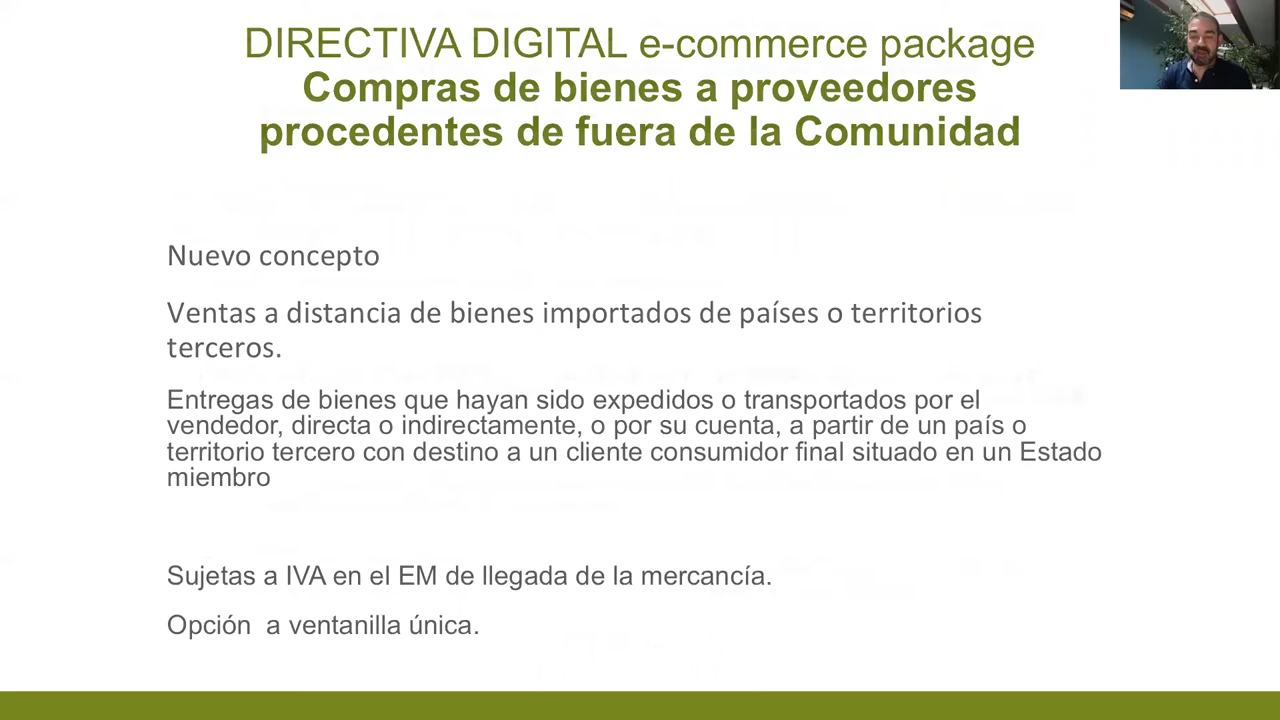 DIRECTIVA DIGITAL e-commerce package
Compras de bienes a proveedores
procedentes de fuera de la Comunidad
Nuevo concepto
Ventas a distancia de bienes importados de países o territorios
terceros.
Entregas de bienes que hayan sido expedidos o transportados por el
vendedor, directa o indirectamente, o por su cuenta, a partir de un país o
territorio tercero con destino a un cliente consumidor final situado en un Estado
miembro
Sujetas a IVA en el EM de llegada de la mercancía.
Opción  a ventanilla única.